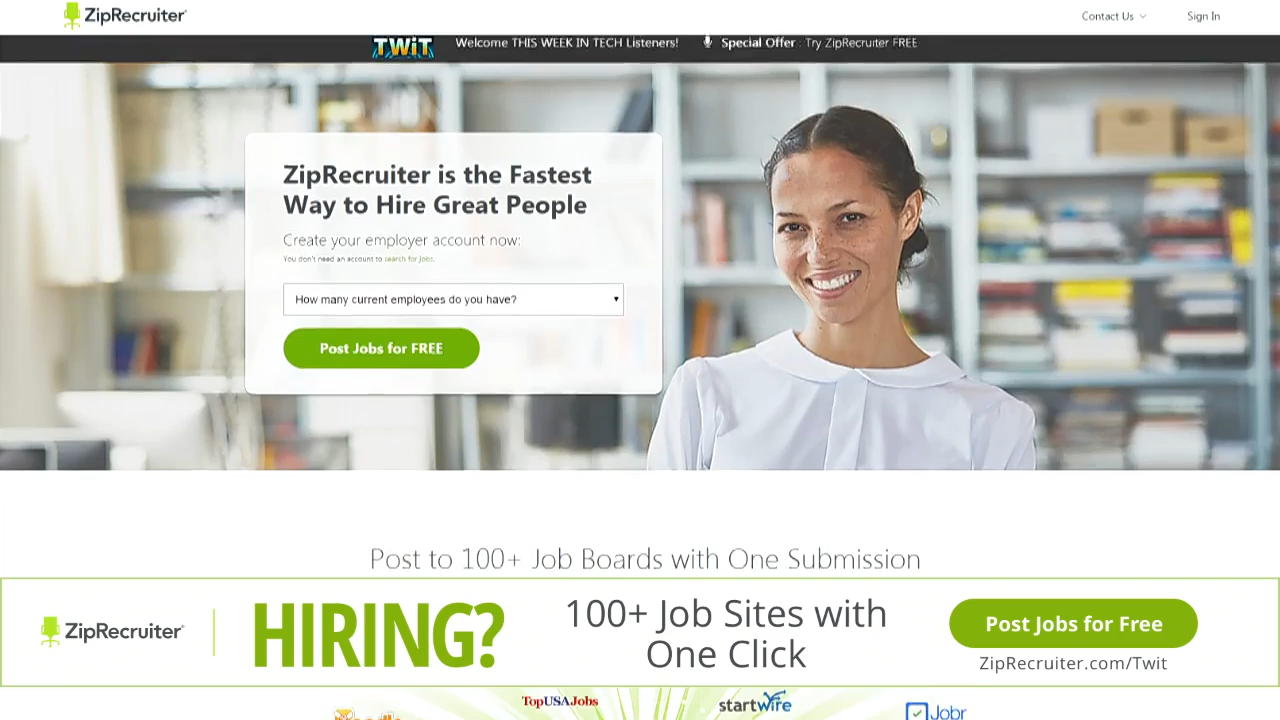 ZipRecruiter
Contact Us
Sign In
TWiT
Welcome THIS WEEK IN TECH Listeners!
Special Offer : Try ZipRecruiter FREE
ZipRecruiter is the Fastest
Way to Hire Great People
Create your employer account now:
You don't need an account to search for jobs.
How many current employees do you have?
Post Jobs for FREE
Post to 100+ Job Boards with One Submission
ZipRecruiter
HIRING?
100+ Job Sites with
One Click
Post Jobs for Free
ZipRecruiter.com/Twit
TopUSAJobs
startwire
Jobr